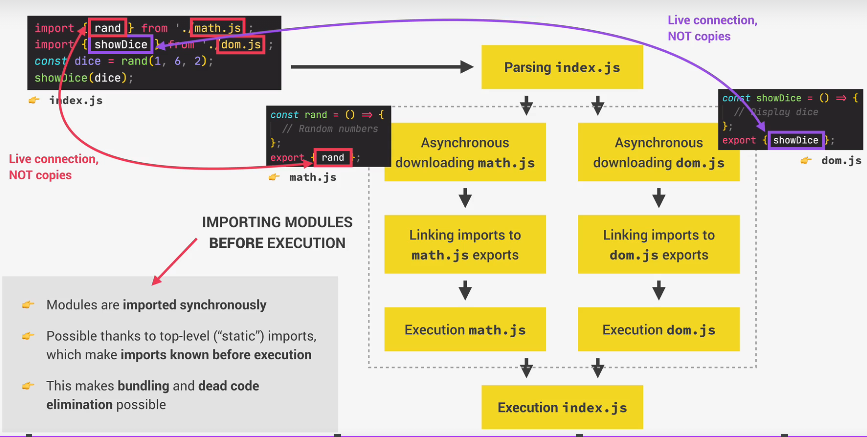 import { rand } from './math.js';
import { showDice } from './dom.js';
const dice = rand(1, 6, 2);
showDice(dice);
👉 index.js
Live connection,
NOT copies
Parsing index.js
const rand = () => {
// Random numbers
};
export { rand };
👉 math.js
Live connection,
NOT copies
const showDice = () => {
// Display dice
};
export { showDice };
👉 dom.js
Asynchronous
downloading math.js
Asynchronous
downloading dom.js
Linking imports to
math.js exports
Linking imports to
dom.js exports
Execution math.js
Execution dom.js
Execution index.js
IMPORTING MODULES
BEFORE EXECUTION
👉 Modules are imported synchronously
👉 Possible thanks to top-level (“static”) imports,
which make imports known before execution
👉 This makes bundling and dead code
elimination possible